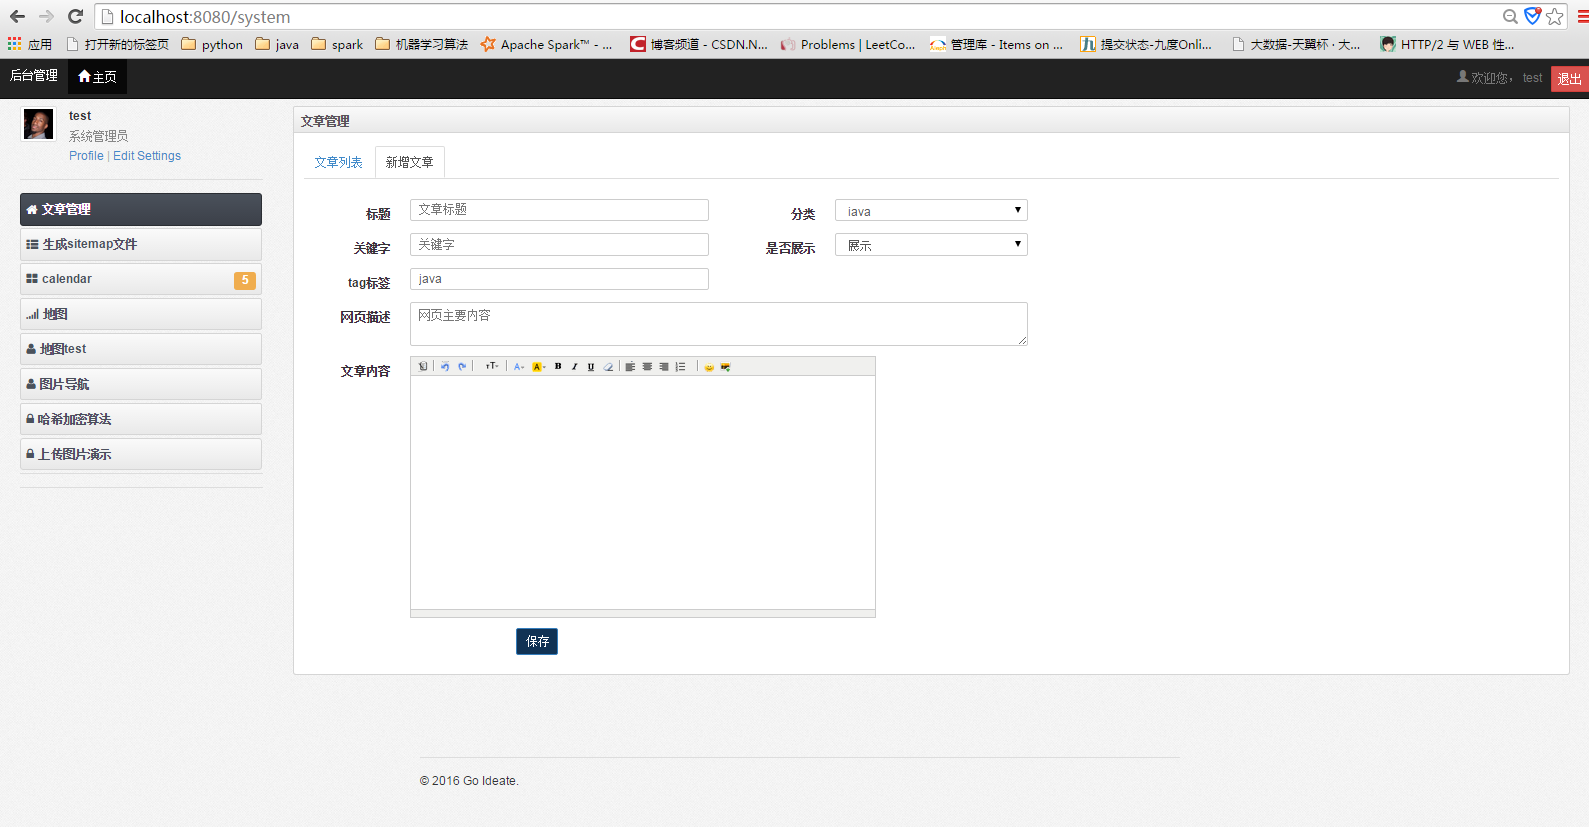 localhost:8080/system
应用 打开新的标签页 python java spark 机器学习算法 Apache Spark™ - ... 博客频道 - CSDN.N... Problems | LeetCo... 管理库 - Items on ... 提交状态-九度Onli... 大数据-天翼杯 · 大... HTTP/2 与 WEB 性...
后台管理 主页 欢迎您， test 退出
test
系统管理员
Profile | Edit Settings
文章管理
生成sitemap文件
calendar 5
地图
地图test
图片导航
哈希加密算法
上传图片演示
文章管理
文章列表 新增文章
标题 文章标题 分类 java
关键字 关键字 是否展示 展示
tag标签 java
网页描述 网页主要内容
文章内容
保存
© 2016 Go Ideate.